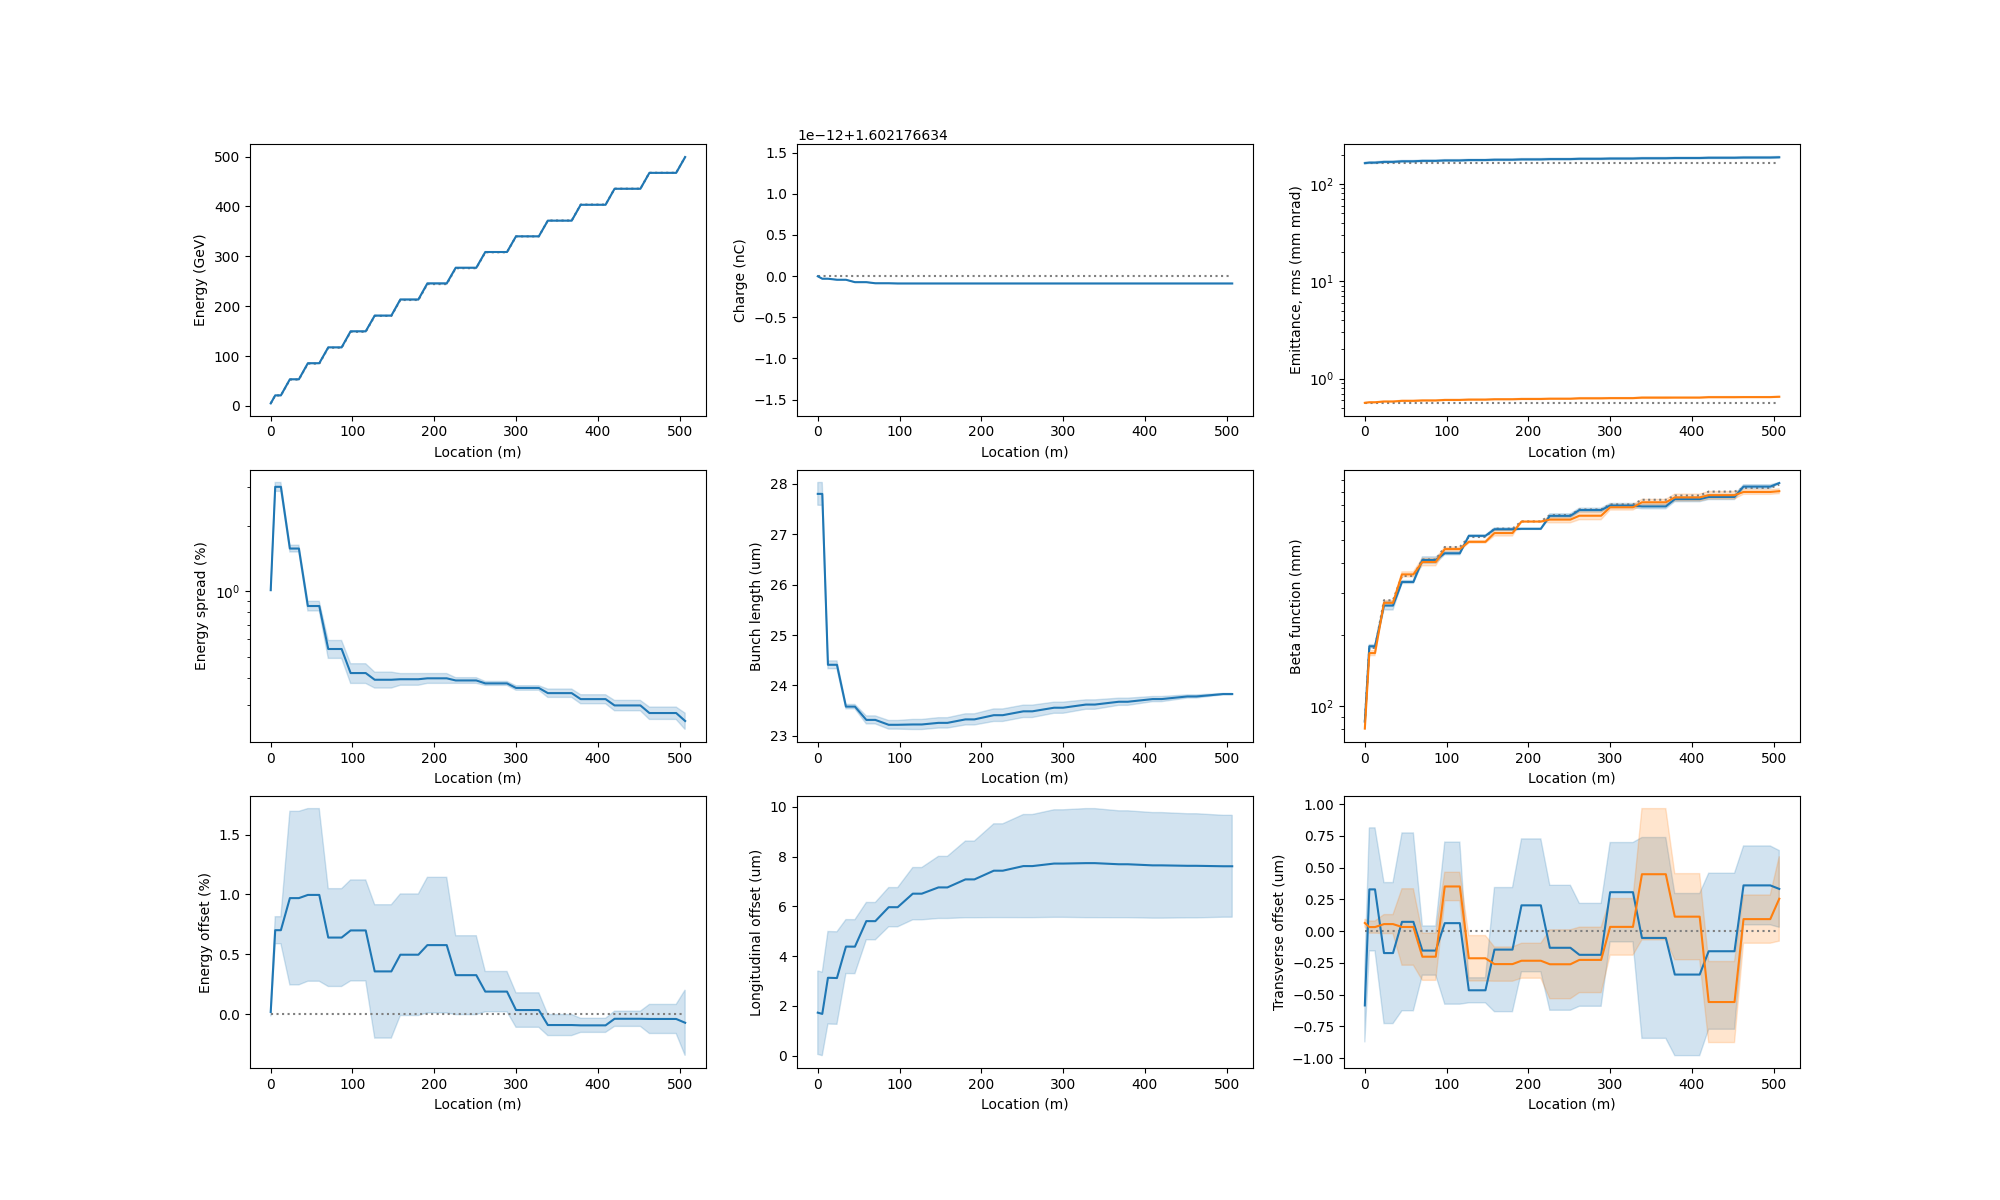 500
400
300
200
100
0
Energy (GeV)
0 100 200 300 400 500
Location (m)
1e−12+1.602176634
1.5
1.0
0.5
0.0
−0.5
−1.0
−1.5
Charge (nC)
0 100 200 300 400 500
Location (m)
10²
10¹
10⁰
Emittance, rms (mm mrad)
0 100 200 300 400 500
Location (m)
10⁰
Energy spread (%)
0 100 200 300 400 500
Location (m)
28
27
26
25
24
23
Bunch length (um)
0 100 200 300 400 500
Location (m)
10²
Beta function (mm)
0 100 200 300 400 500
Location (m)
1.5
1.0
0.5
0.0
Energy offset (%)
0 100 200 300 400 500
Location (m)
10
8
6
4
2
0
Longitudinal offset (um)
0 100 200 300 400 500
Location (m)
1.00
0.75
0.50
0.25
0.00
−0.25
−0.50
−0.75
−1.00
Transverse offset (um)
0 100 200 300 400 500
Location (m)